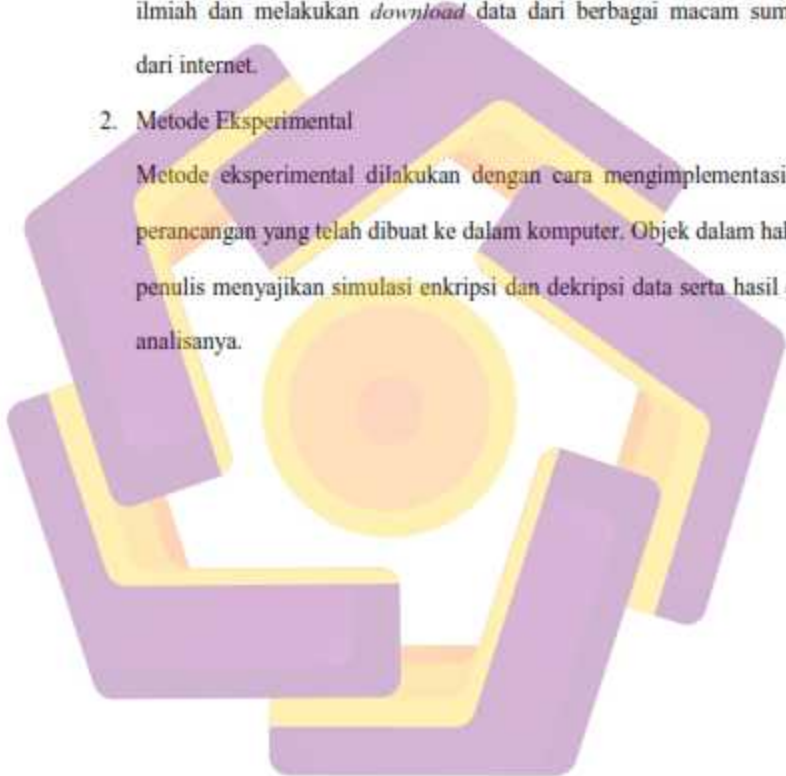 ilmiah dan melakukan download data dari berbagai macam sum
dari internet.
2. Metode Eksperimental
Metode eksperimental dilakukan dengan cara mengimplementasi
perancangan yang telah dibuat ke dalam komputer. Objek dalam hal
penulis menyajikan simulasi enkripsi dan dekripsi data serta hasil
analisanya.